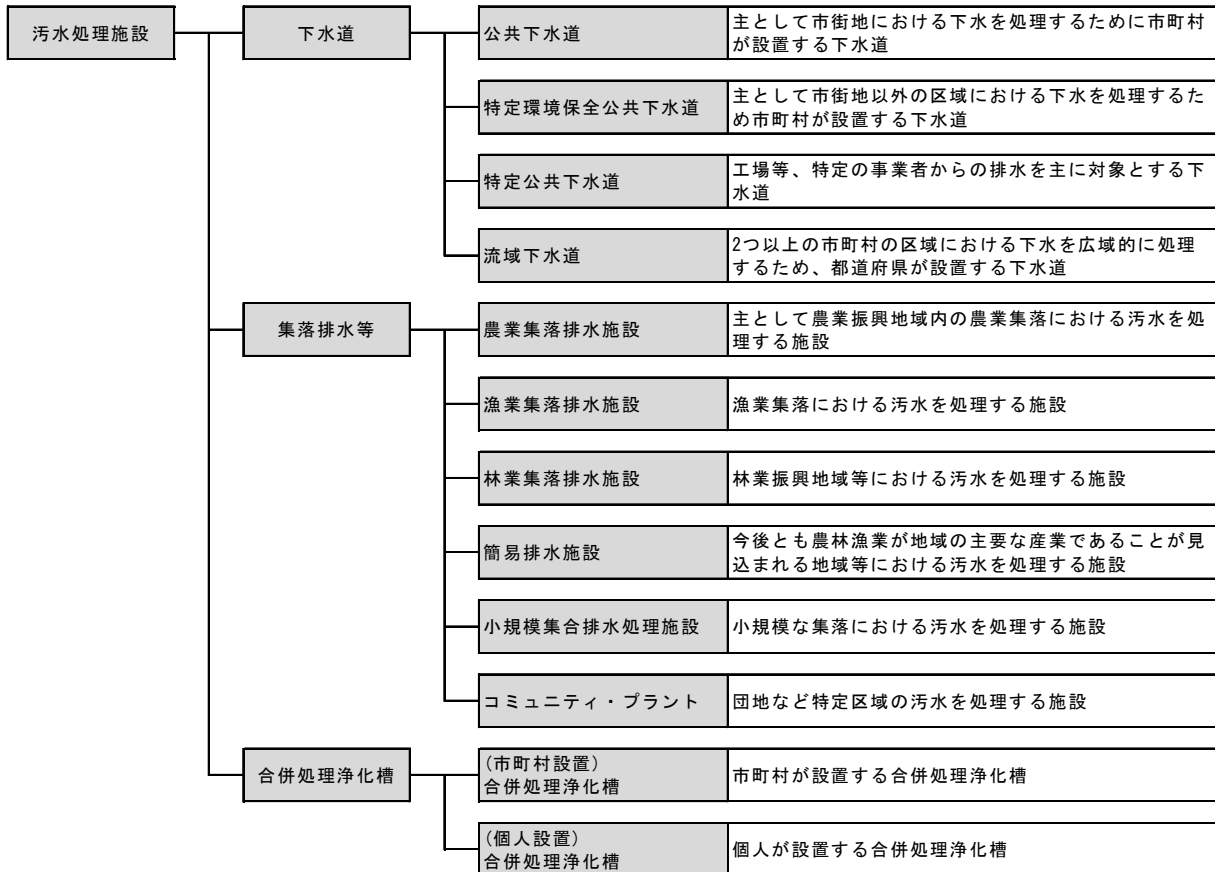 汚水処理施設
下水道
公共下水道
主として市街地における下水を処理するために市町村
が設置する下水道
特定環境保全公共下水道
主として市街地以外の区域における下水を処理するた
め市町村が設置する下水道
特定公共下水道
工場等、特定の事業者からの排水を主に対象とする下
水道
流域下水道
2つ以上の市町村の区域における下水を広域的に処理
するため、都道府県が設置する下水道
集落排水等
農業集落排水施設
主として農業振興地域内の農業集落における汚水を処
理する施設
漁業集落排水施設
漁業集落における汚水を処理する施設
林業集落排水施設
林業振興地域等における汚水を処理する施設
簡易排水施設
今後とも農林漁業が地域の主要な産業であることが見
込まれる地域等における汚水を処理する施設
小規模集合排水処理施設
小規模な集落における汚水を処理する施設
コミュニティ・プラント
団地など特定区域の汚水を処理する施設
合併処理浄化槽
(市町村設置)
合併処理浄化槽
市町村が設置する合併処理浄化槽
(個人設置)
合併処理浄化槽
個人が設置する合併処理浄化槽